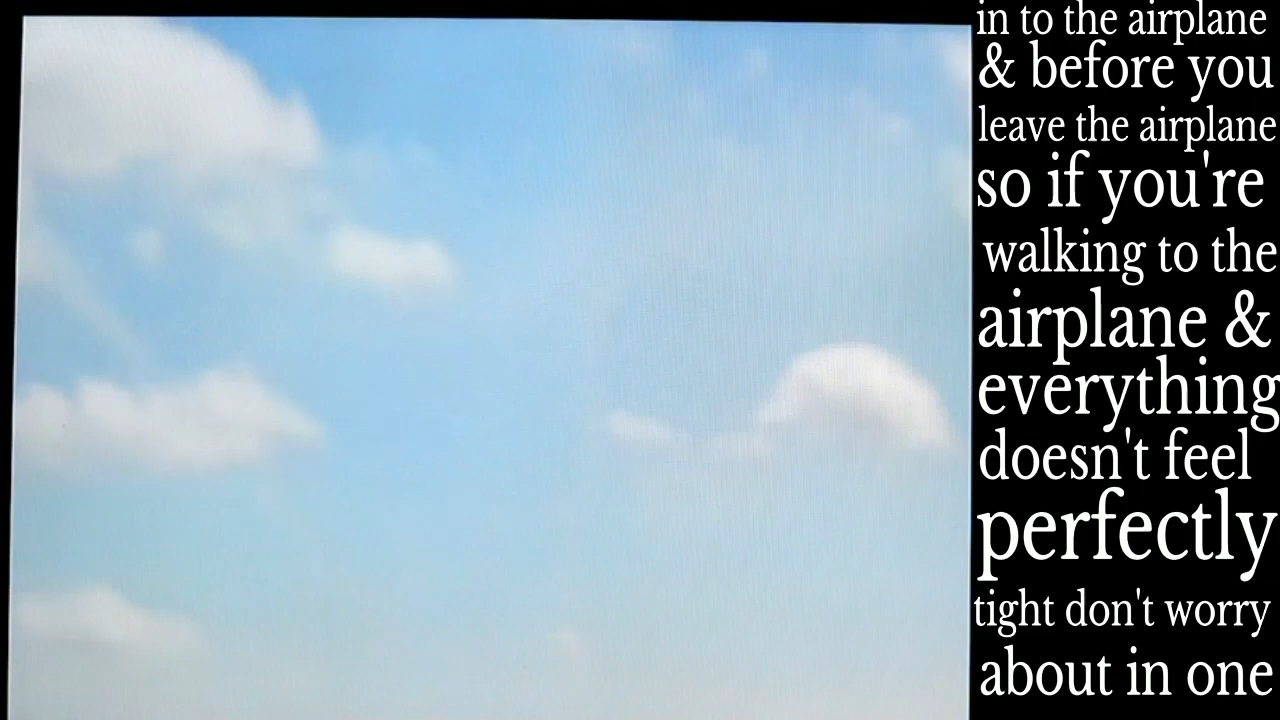 in to the airplane
& before you
leave the airplane
so if you're
walking to the
airplane &
everything
doesn't feel
perfectly
tight don't worry
about in one